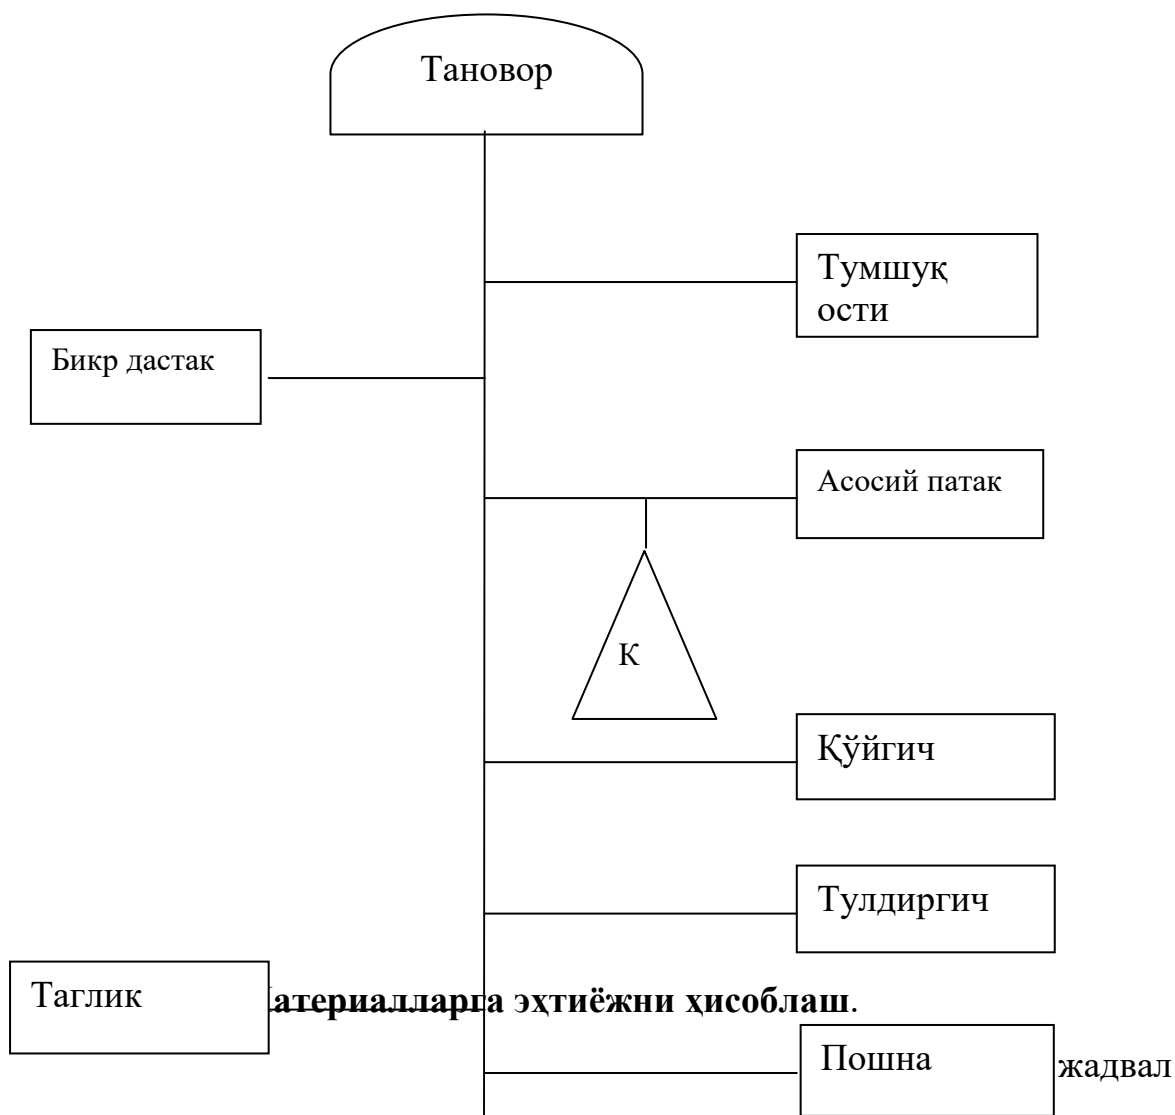 Тановор
Тумшуқ
ости
Бикр дастак
Асосий патак
К
Қўйгич
Тулдиргич
Таглик
атериалларга эҳтиёжни ҳисоблаш.
Пошна
жадвал